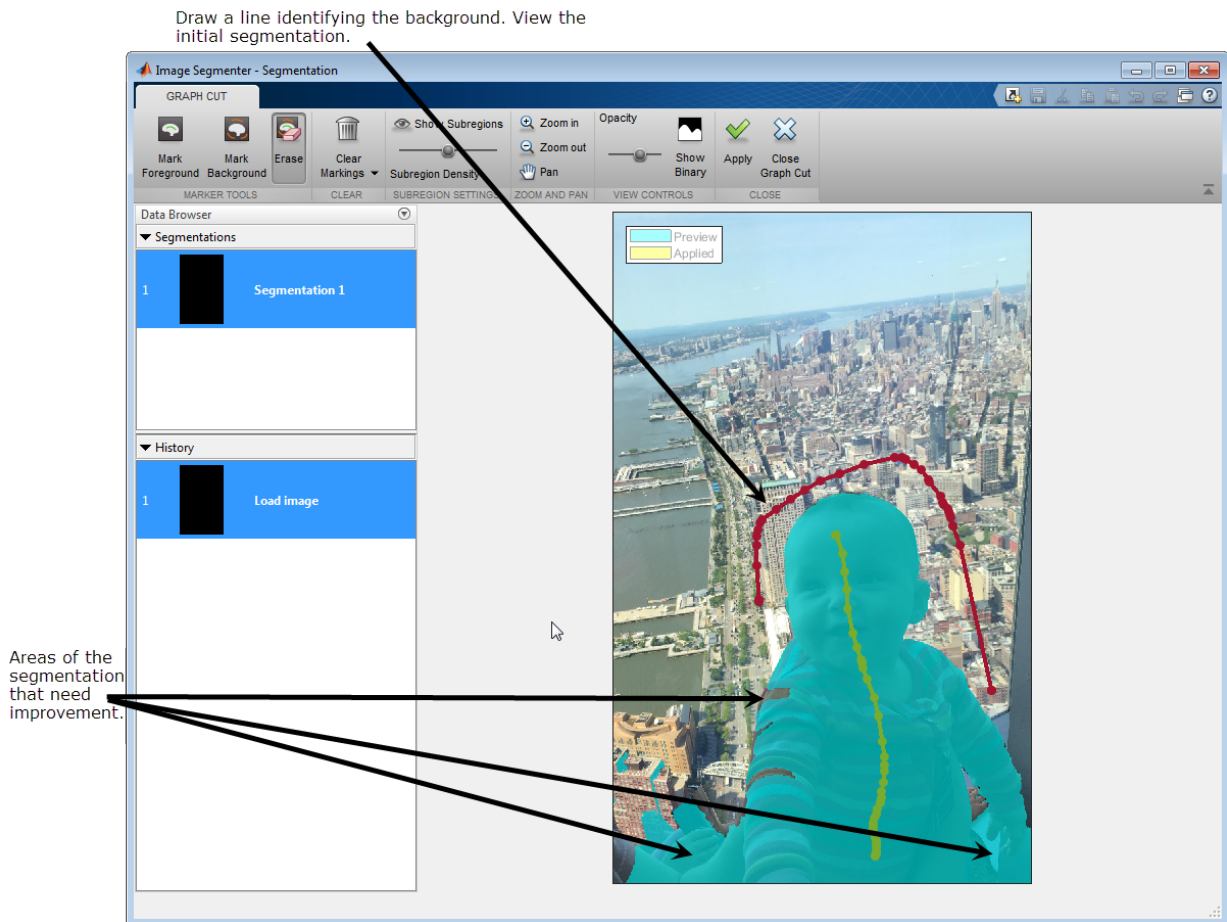 Draw a line identifying the background. View the
initial segmentation.
Image Segmenter - Segmentation
GRAPH CUT
Mark
Foreground
Mark
Background
Erase
Clear
Markings
Show Subregions
Subregion Density
Zoom in
Zoom out
Pan
Opacity
Show
Binary
Apply
Close
Graph Cut
MARKER TOOLS
CLEAR
SUBREGION SETTINGS
ZOOM AND PAN
VIEW CONTROLS
CLOSE
Data Browser
Segmentations
1
Segmentation 1
History
1
Load image
Preview
Applied
Areas of the
segmentation
that need
improvement.